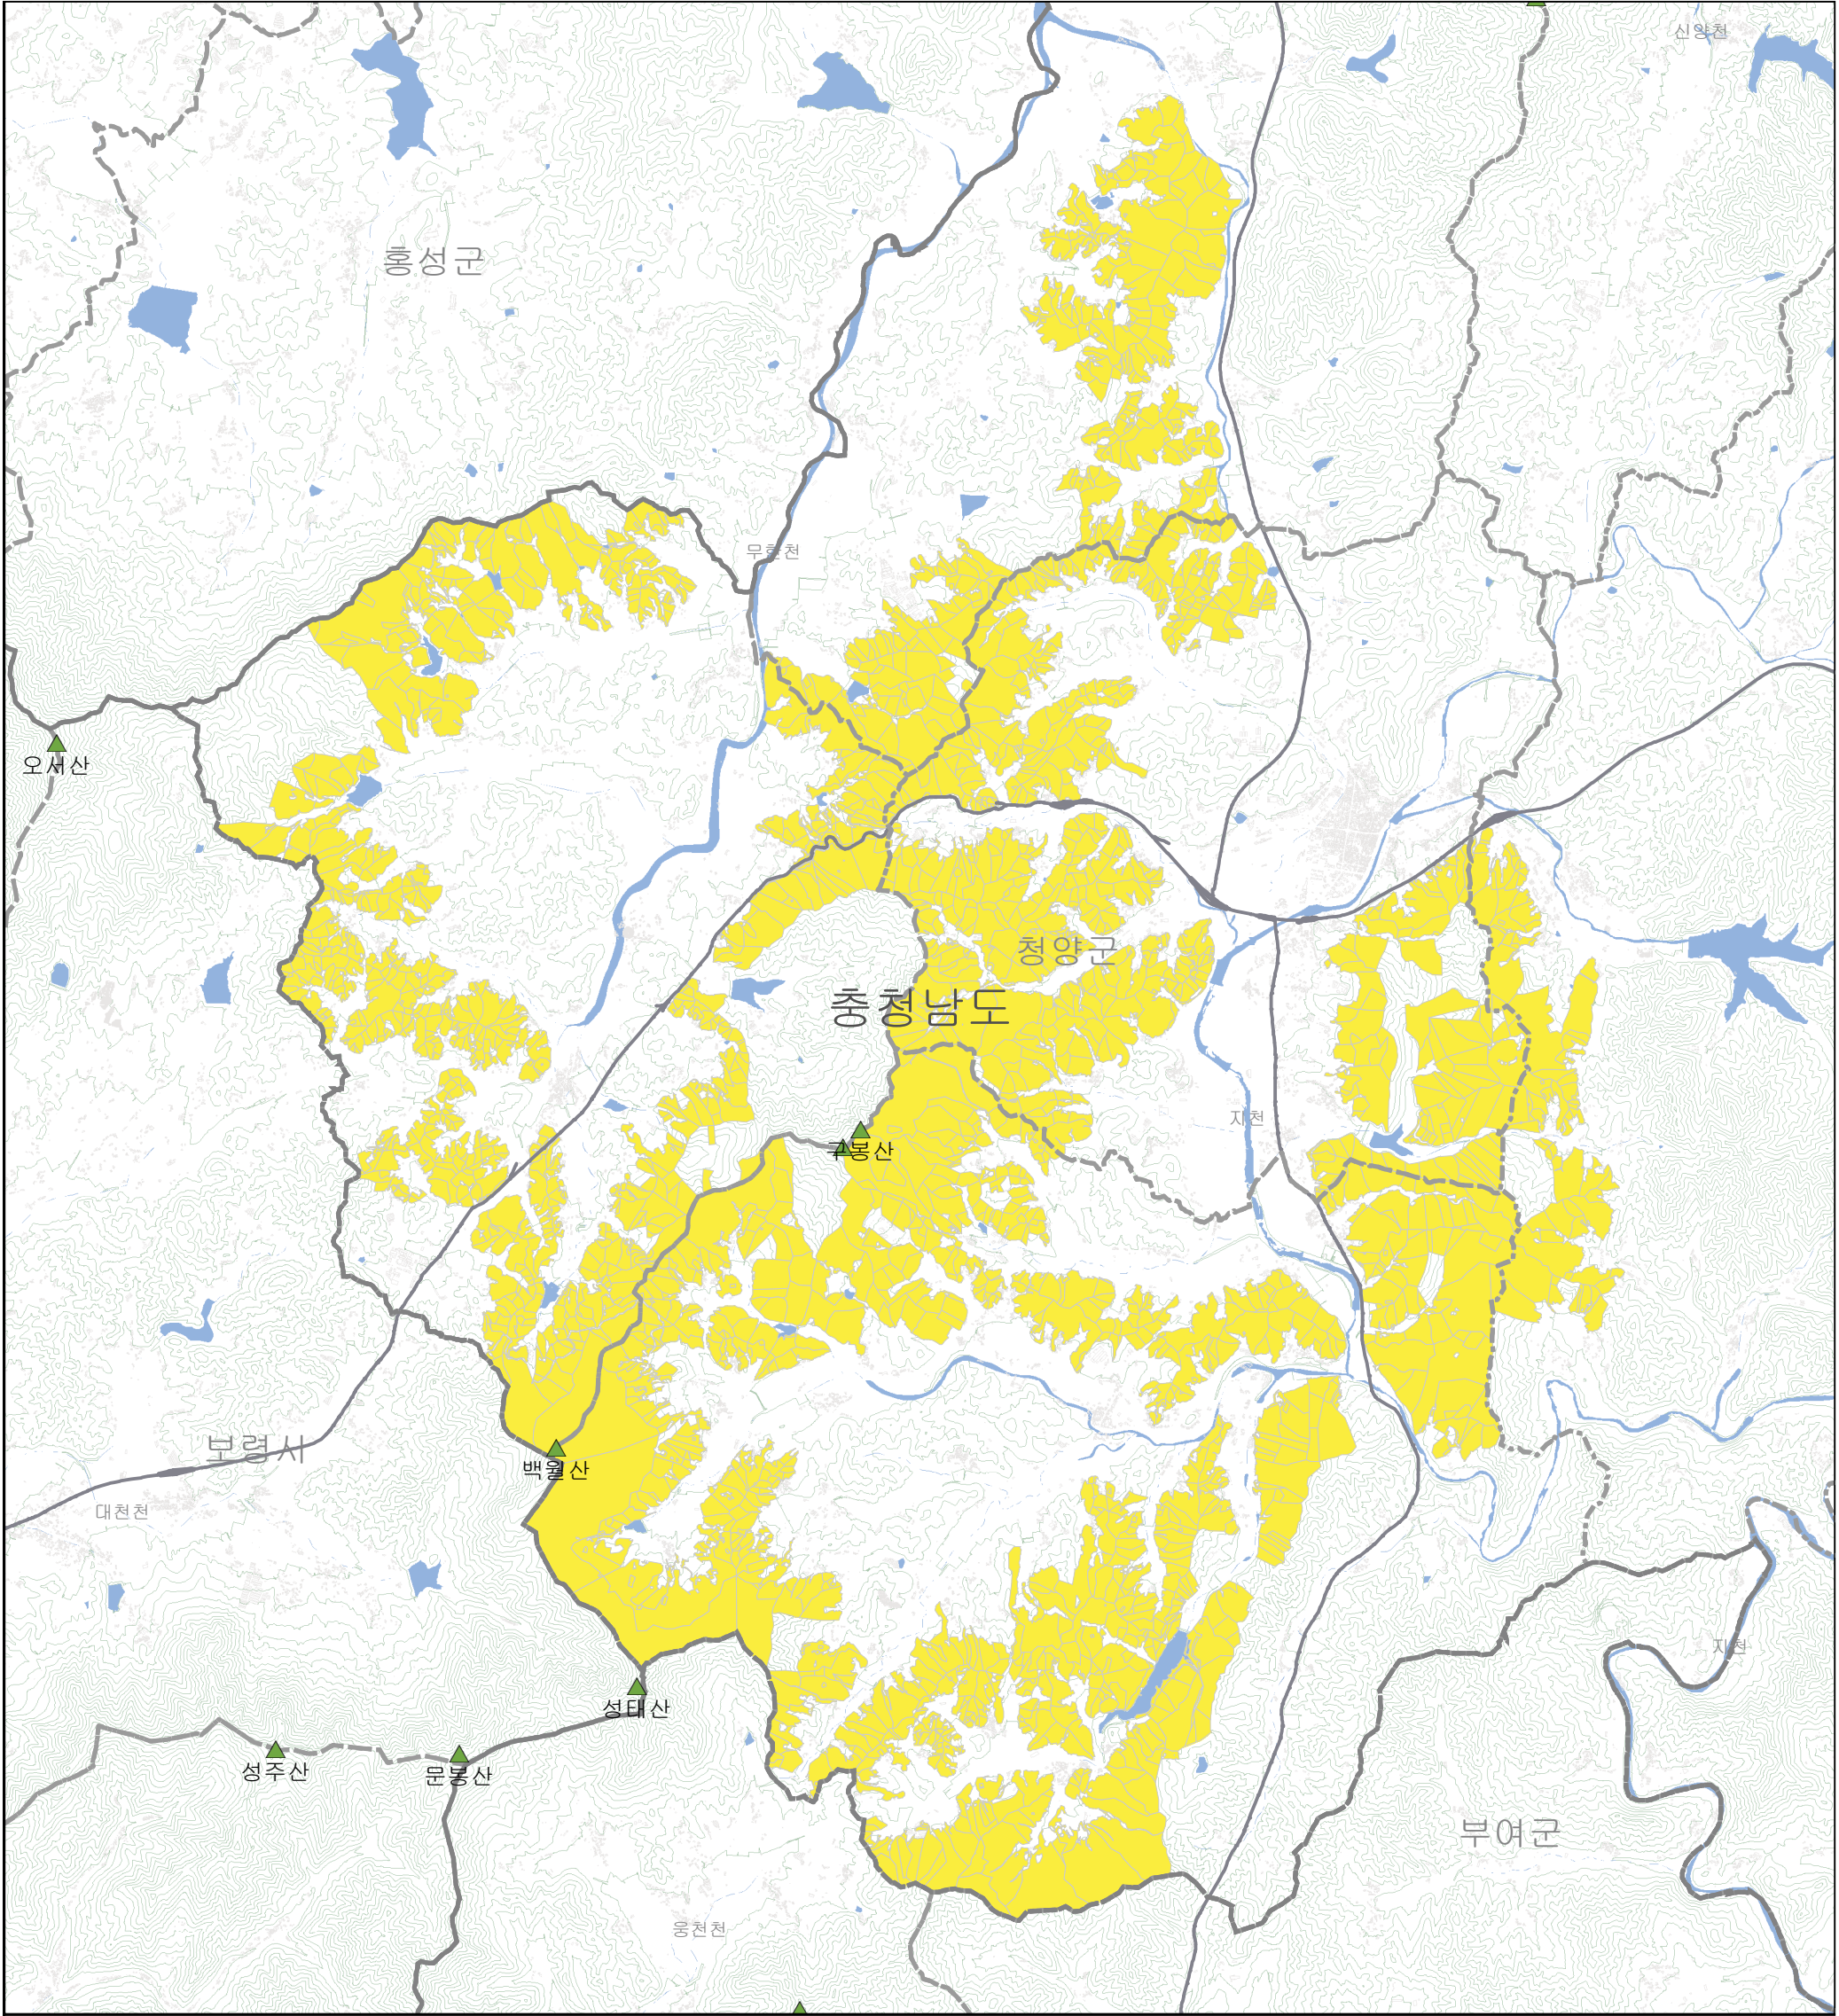 신양천
홍성군
무한천
오서산
청양군
충청남도
지천
구봉산
보령시
백월산
대천천
지천
성태산
성주산
문봉산
부여군
웅천천